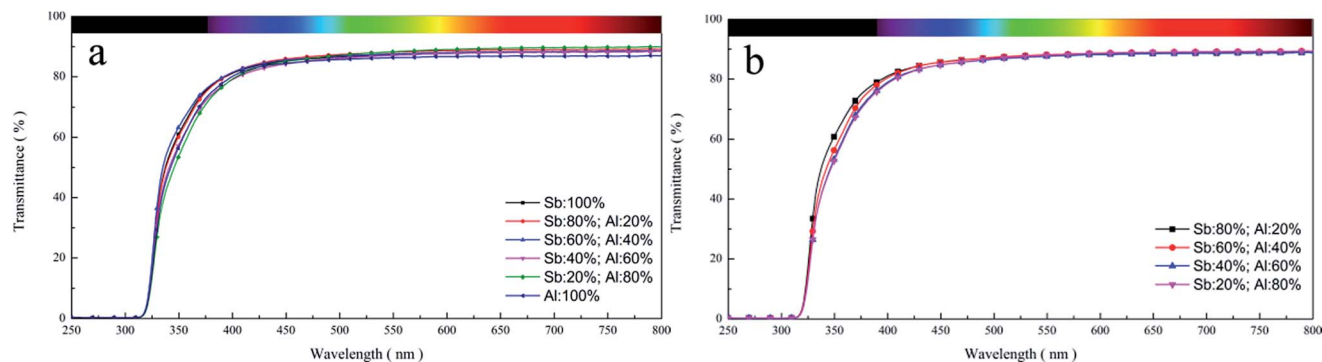 a
100
80
60
40
20
0
Transmittance ( % )
Sb:100%
Sb:80%; Al:20%
Sb:60%; Al:40%
Sb:40%; Al:60%
Sb:20%; Al:80%
Al:100%
250 300 350 400 450 500 550 600 650 700 750 800
Wavelength ( nm )
b
100
80
60
40
20
0
Transmittance ( % )
Sb:80%; Al:20%
Sb:60%; Al:40%
Sb:40%; Al:60%
Sb:20%; Al:80%
250 300 350 400 450 500 550 600 650 700 750 800
Wavelength ( nm )